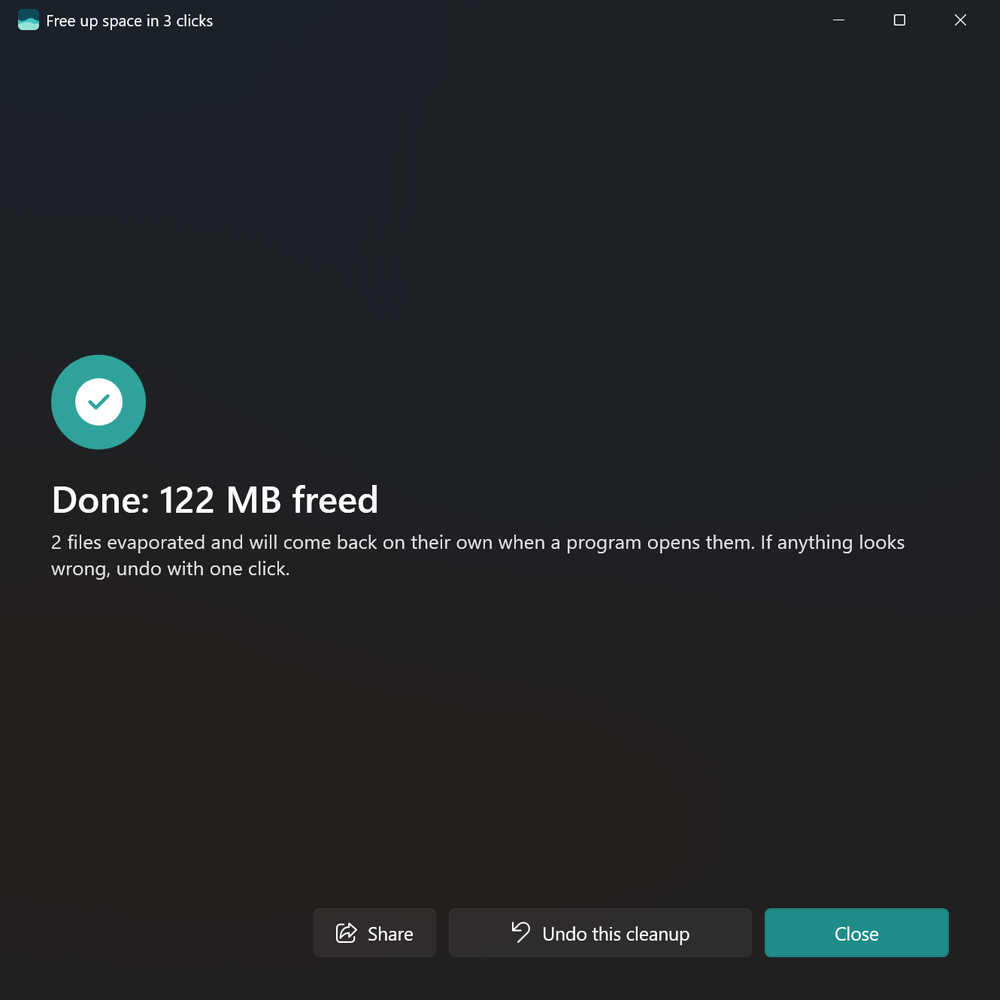 Free up space in 3 clicks
Done: 122 MB freed
2 files evaporated and will come back on their own when a program opens them. If anything looks
wrong, undo with one click.
Share
Undo this cleanup
Close